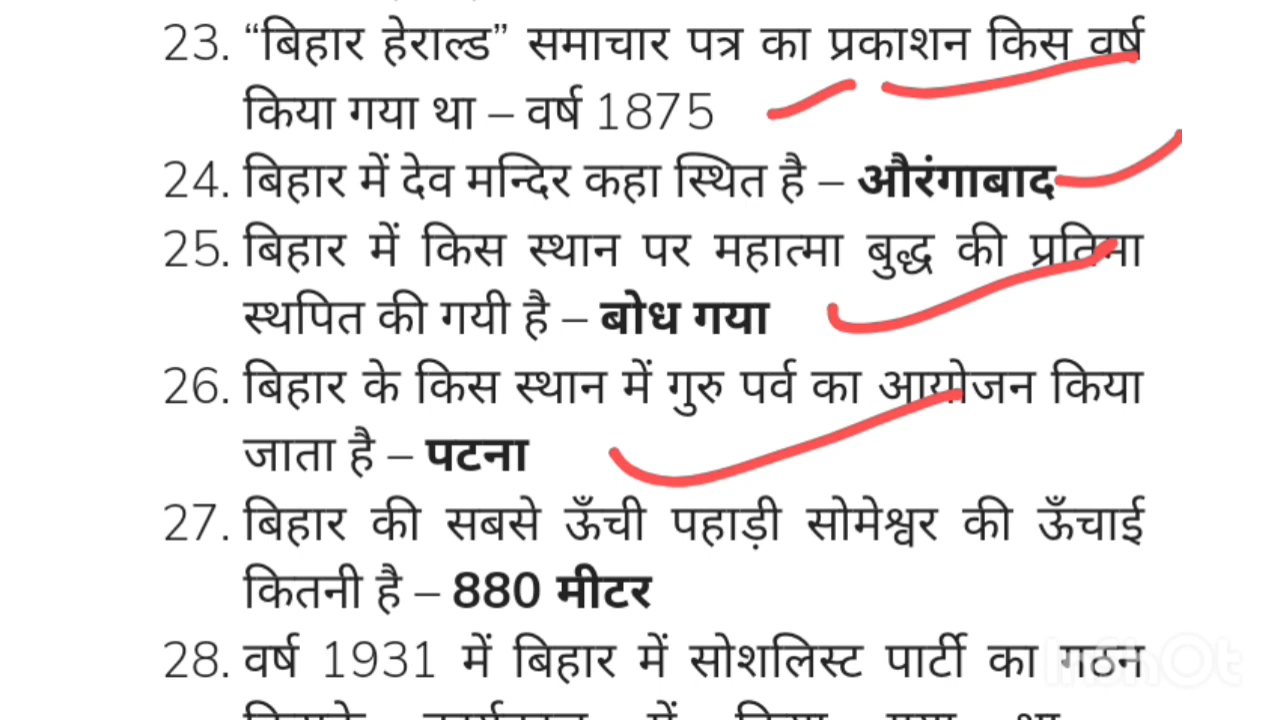 23. “बिहार हेराल्ड” समाचार पत्र का प्रकाशन किस वर्ष
किया गया था – वर्ष 1875
24. बिहार में देव मन्दिर कहा स्थित है – औरंगाबाद
25. बिहार में किस स्थान पर महात्मा बुद्ध की प्रतिमा
स्थपित की गयी है – बोध गया
26. बिहार के किस स्थान में गुरु पर्व का आयोजन किया
जाता है – पटना
27. बिहार की सबसे ऊँची पहाड़ी सोमेश्वर की ऊँचाई
कितनी है – 880 मीटर
28. वर्ष 1931 में बिहार में सोशलिस्ट पार्टी का गठन
InShOt